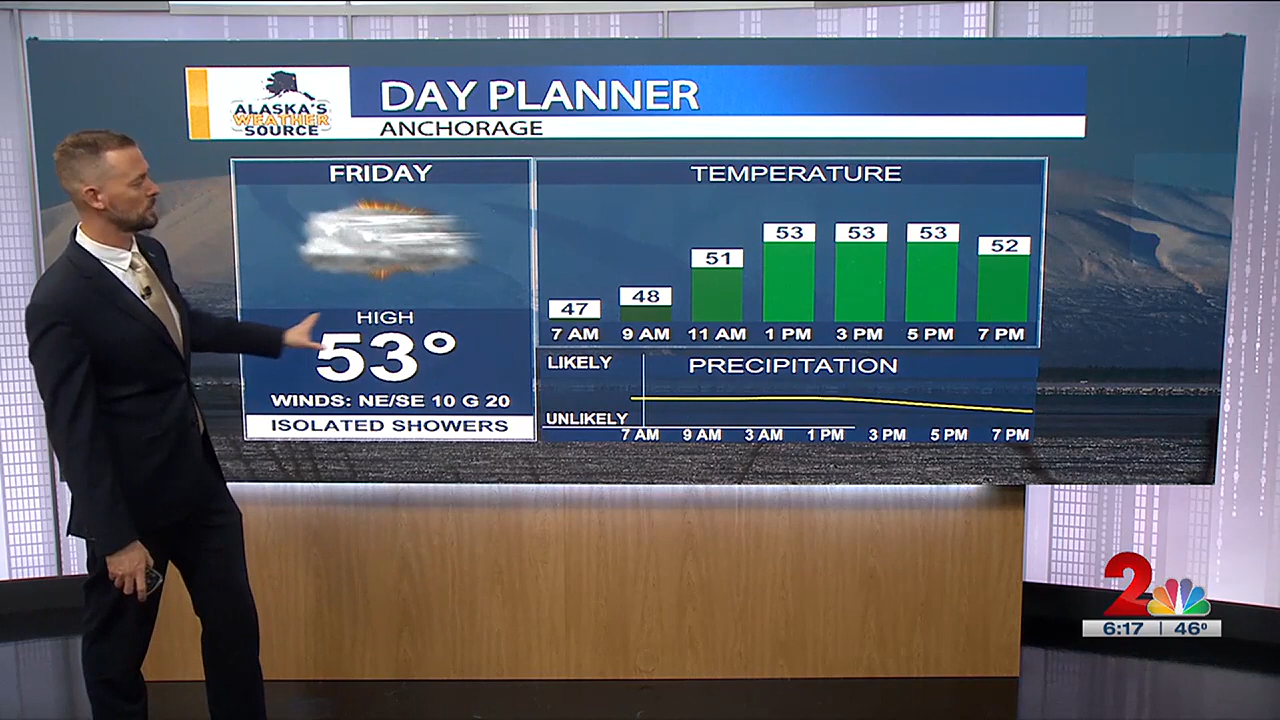 ALASKA'S
WEATHER
SOURCE
DAY PLANNER
ANCHORAGE
FRIDAY
HIGH
53°
WINDS: NE/SE 10 G 20
ISOLATED SHOWERS
TEMPERATURE
47 48 51 53 53 53 52
7 AM 9 AM 11 AM 1 PM 3 PM 5 PM 7 PM
LIKELY
PRECIPITATION
UNLIKELY
7 AM 9 AM 3 AM 1 PM 3 PM 5 PM 7 PM
2
6:17 | 46°